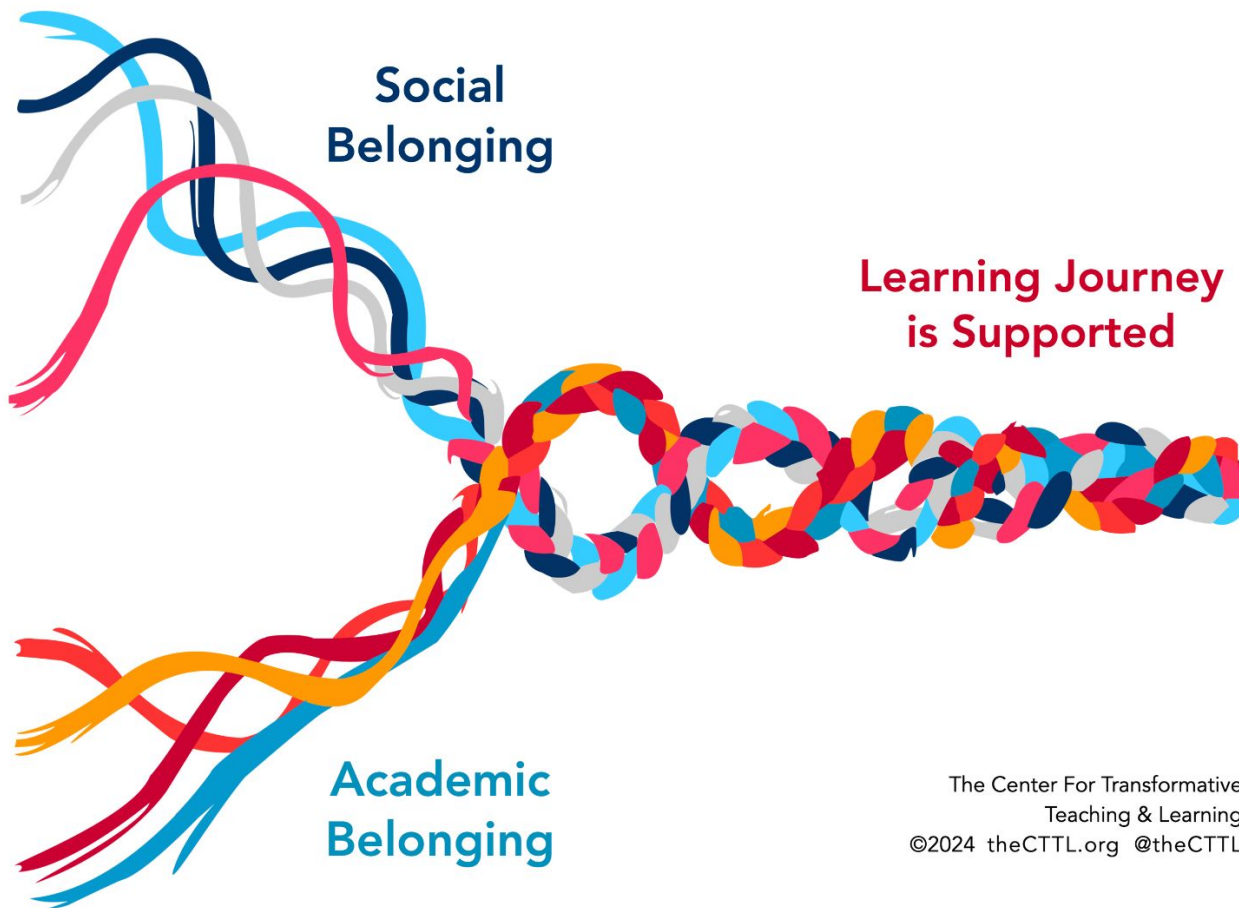 Social
Belonging
Learning Journey
is Supported
Academic
Belonging
The Center For Transformative
Teaching & Learning
©2024 theCTTL.org @theCTTL